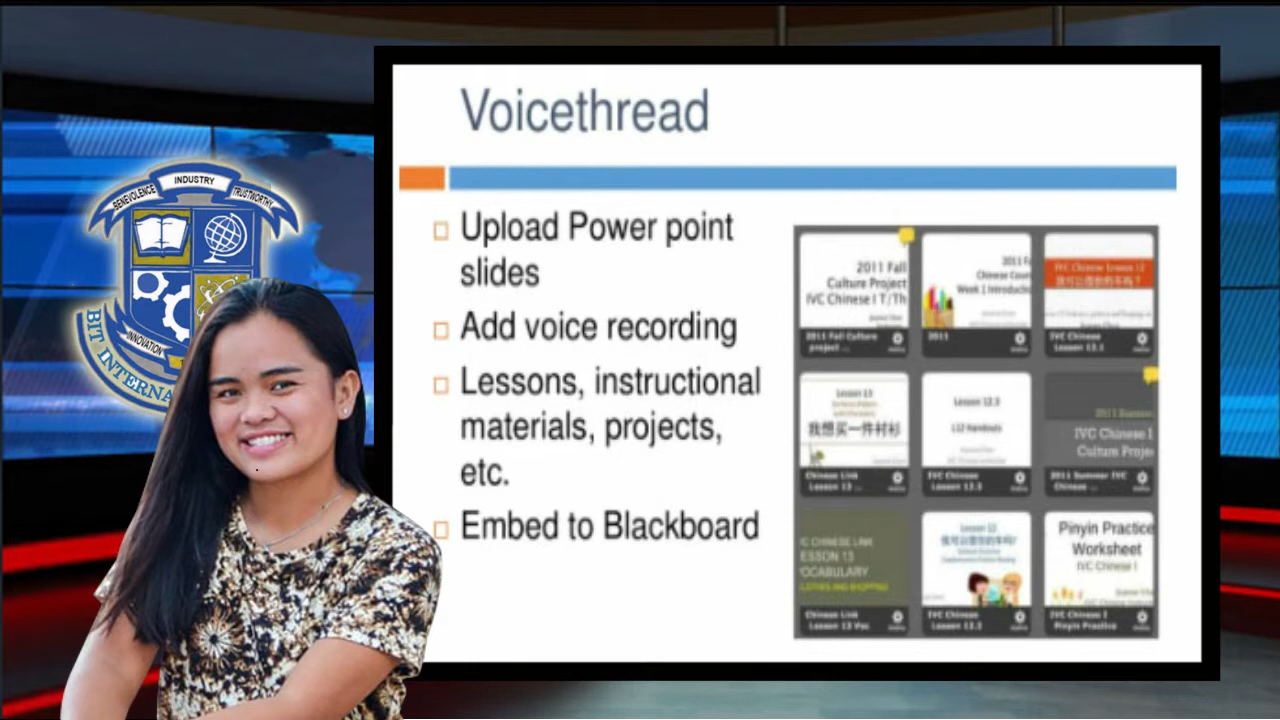 Voicethread
Upload Power point
slides
Add voice recording
Lessons, instructional
materials, projects,
etc.
Embed to Blackboard
BENEVOLENCE
INDUSTRY
TRUSTWORTHY
INNOVATION
BIT INTERNA
2011 Fall
Culture Project
IVC Chinese I T/Th
2011 Fall Culture
project ...
2011 Fa
Chinese Cour
Week 1 Introductio
2011
IVC Chinese Lesson 12
IVC Chinese
Lesson 12.1
Lesson 13
我想买一件衬衫
Chinese Link
Lesson 13 ...
Lesson 12.3
L12 Handouts
IVC Chinese
Lesson 12.3
2011 Summer
IVC Chinese I
Culture Proje
2011 Summer IVC
Chinese ...
C CHINESE LINK
ESSON 13
OCABULARY
CLOTHES AND SHOPPING
Chinese Link
Lesson 13 Voc
Lesson 12
IVC Chinese
Lesson 12.2
Pinyin Practice
Worksheet
IVC Chinese I
IVC Chinese I
Pinyin Practice